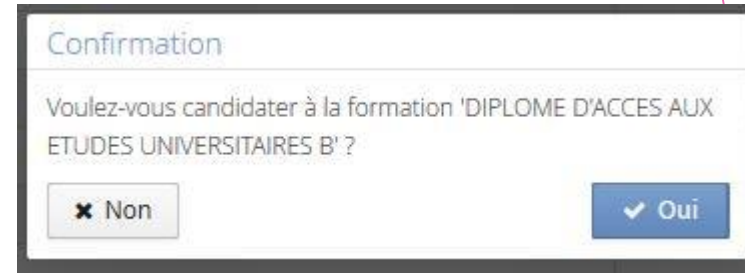 Confirmation
Voulez-vous candidater à la formation 'DIPLOME D'ACCES AUX
ETUDES UNIVERSITAIRES B' ?
✖ Non
✔ Oui